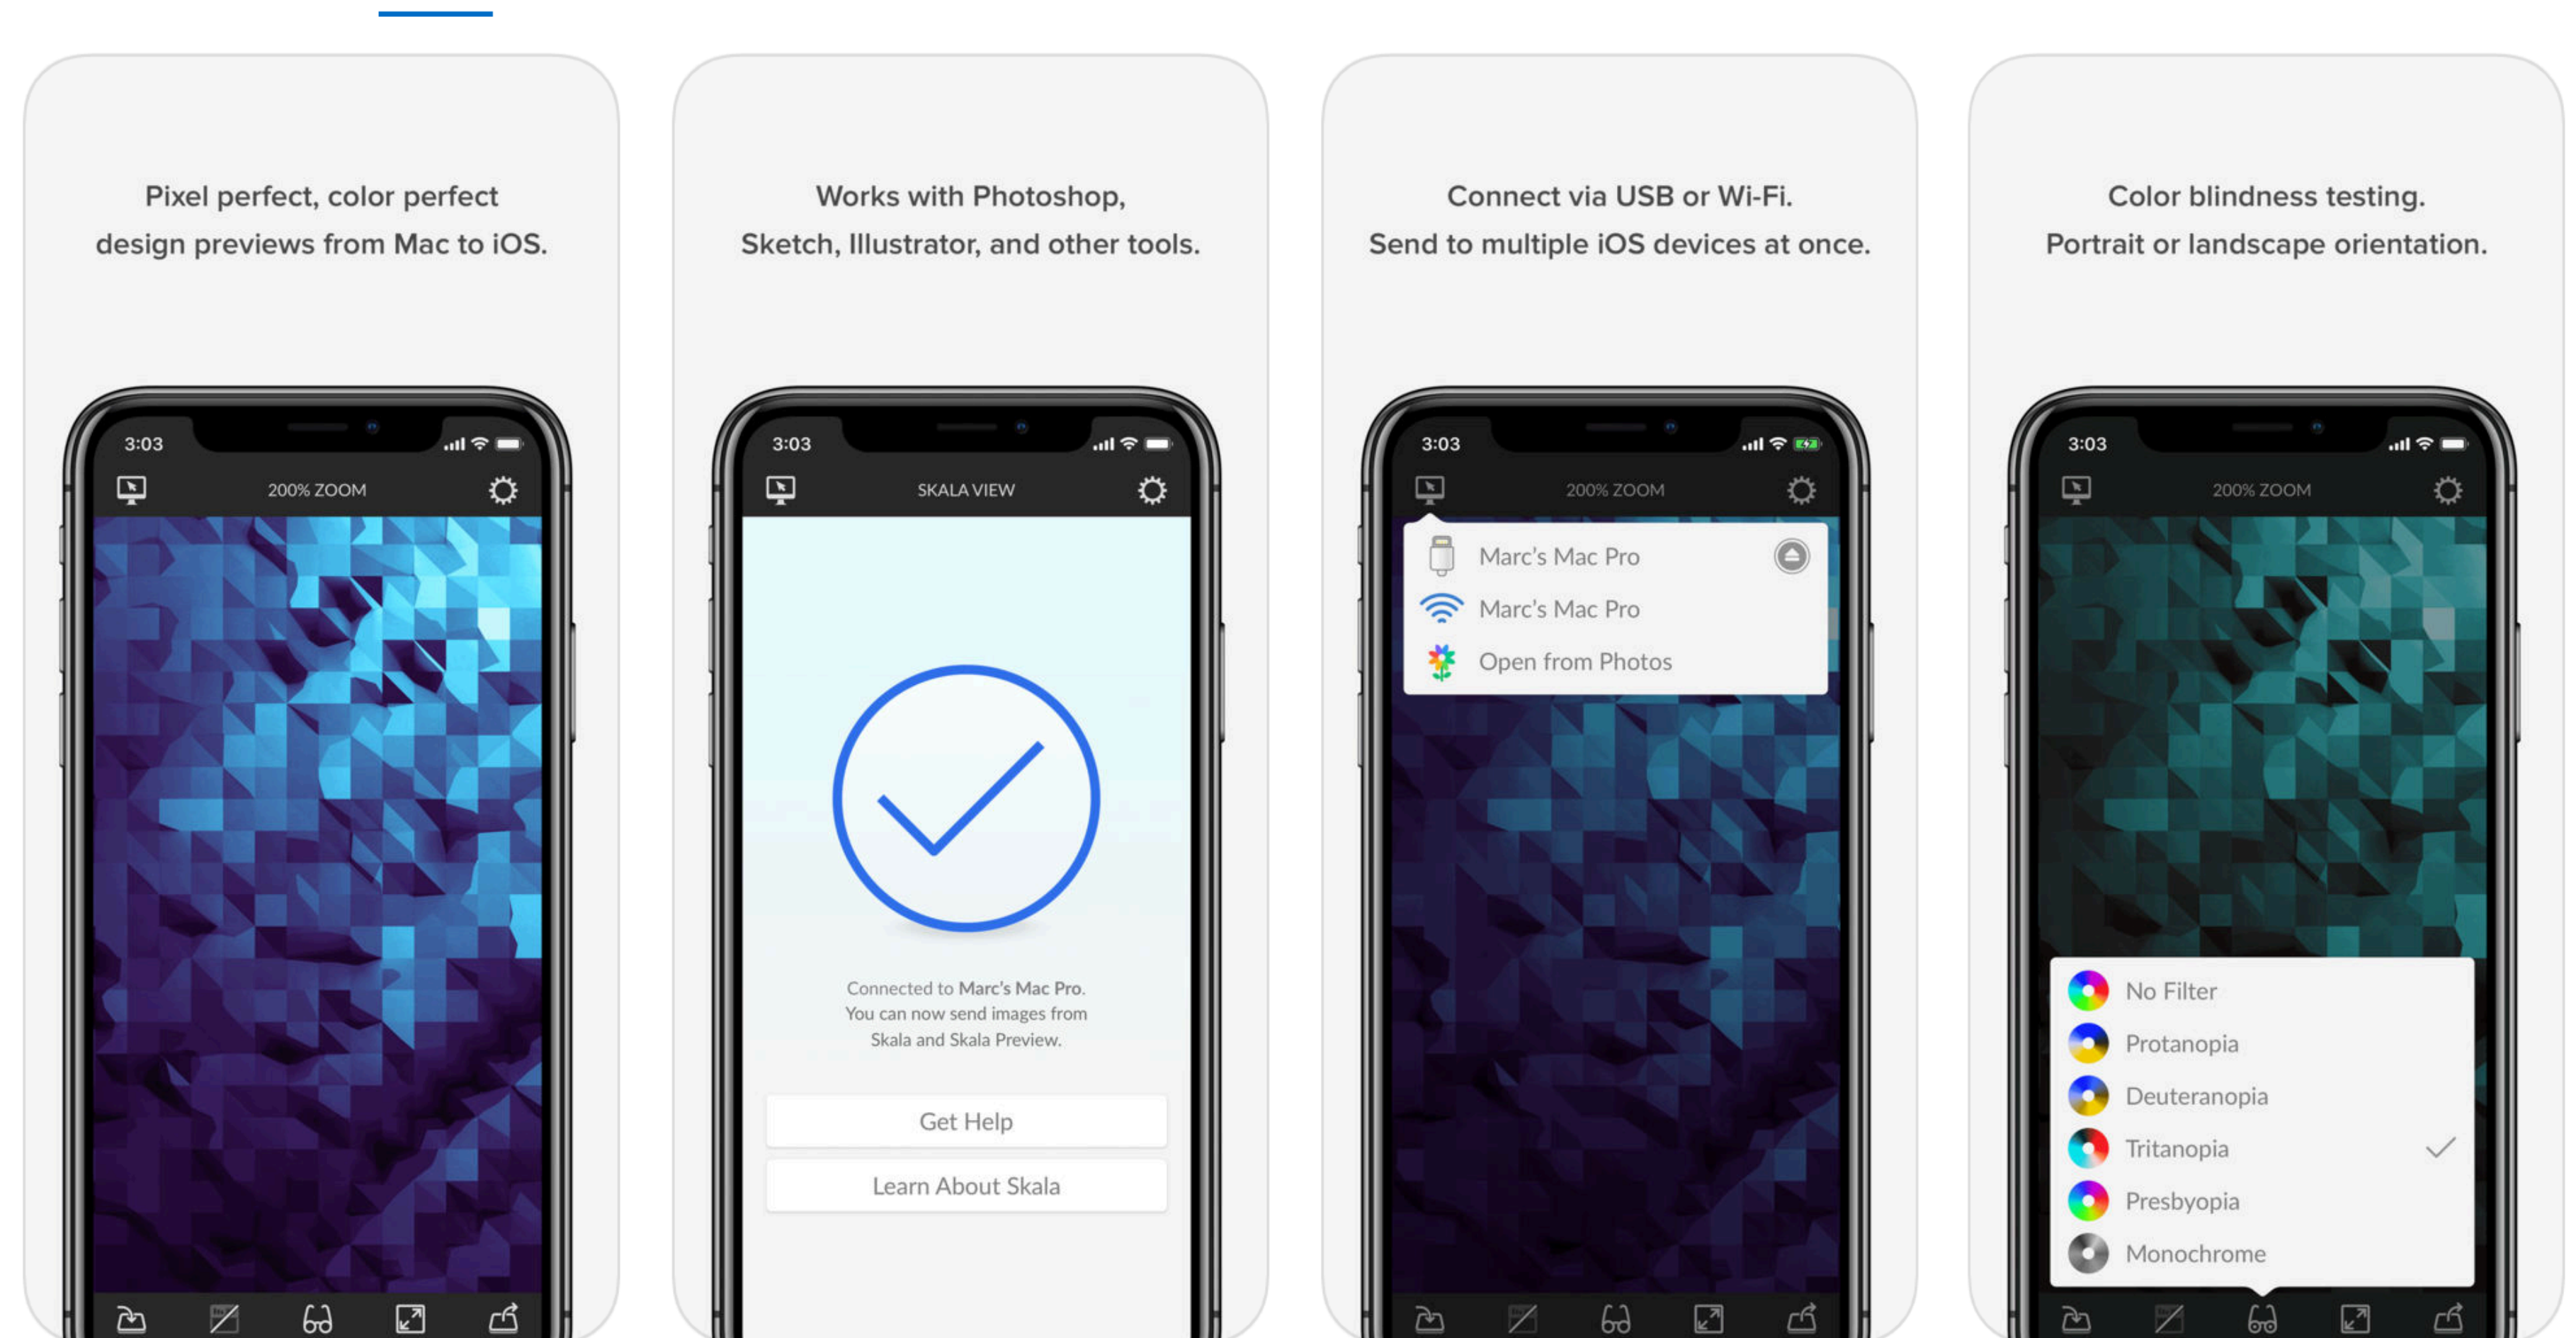 Pixel perfect, color perfect
design previews from Mac to iOS.
3:03
200% ZOOM
Works with Photoshop,
Sketch, Illustrator, and other tools.
3:03
SKALA VIEW
Connected to Marc's Mac Pro.
You can now send images from
Skala and Skala Preview.
Get Help
Learn About Skala
Connect via USB or Wi-Fi.
Send to multiple iOS devices at once.
3:03
200% ZOOM
Marc's Mac Pro
Marc's Mac Pro
Open from Photos
Color blindness testing.
Portrait or landscape orientation.
3:03
200% ZOOM
No Filter
Protanopia
Deuteranopia
Tritanopia
Presbyopia
Monochrome